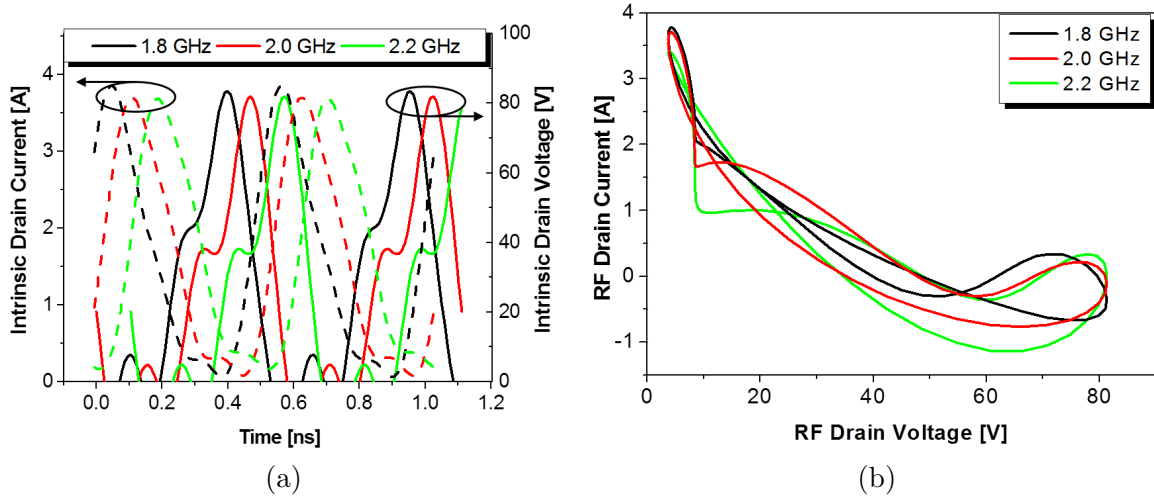 1.8 GHz 2.0 GHz 2.2 GHz
Intrinsic Drain Current [A]
4
3
2
1
0
0.0 0.2 0.4 0.6 0.8 1.0 1.2
Time [ns]
100
80
60
40
20
0
Intrinsic Drain Voltage [V]
(a)
RF Drain Current [A]
4
3
2
1
0
-1
1.8 GHz
2.0 GHz
2.2 GHz
0 20 40 60 80
RF Drain Voltage [V]
(b)